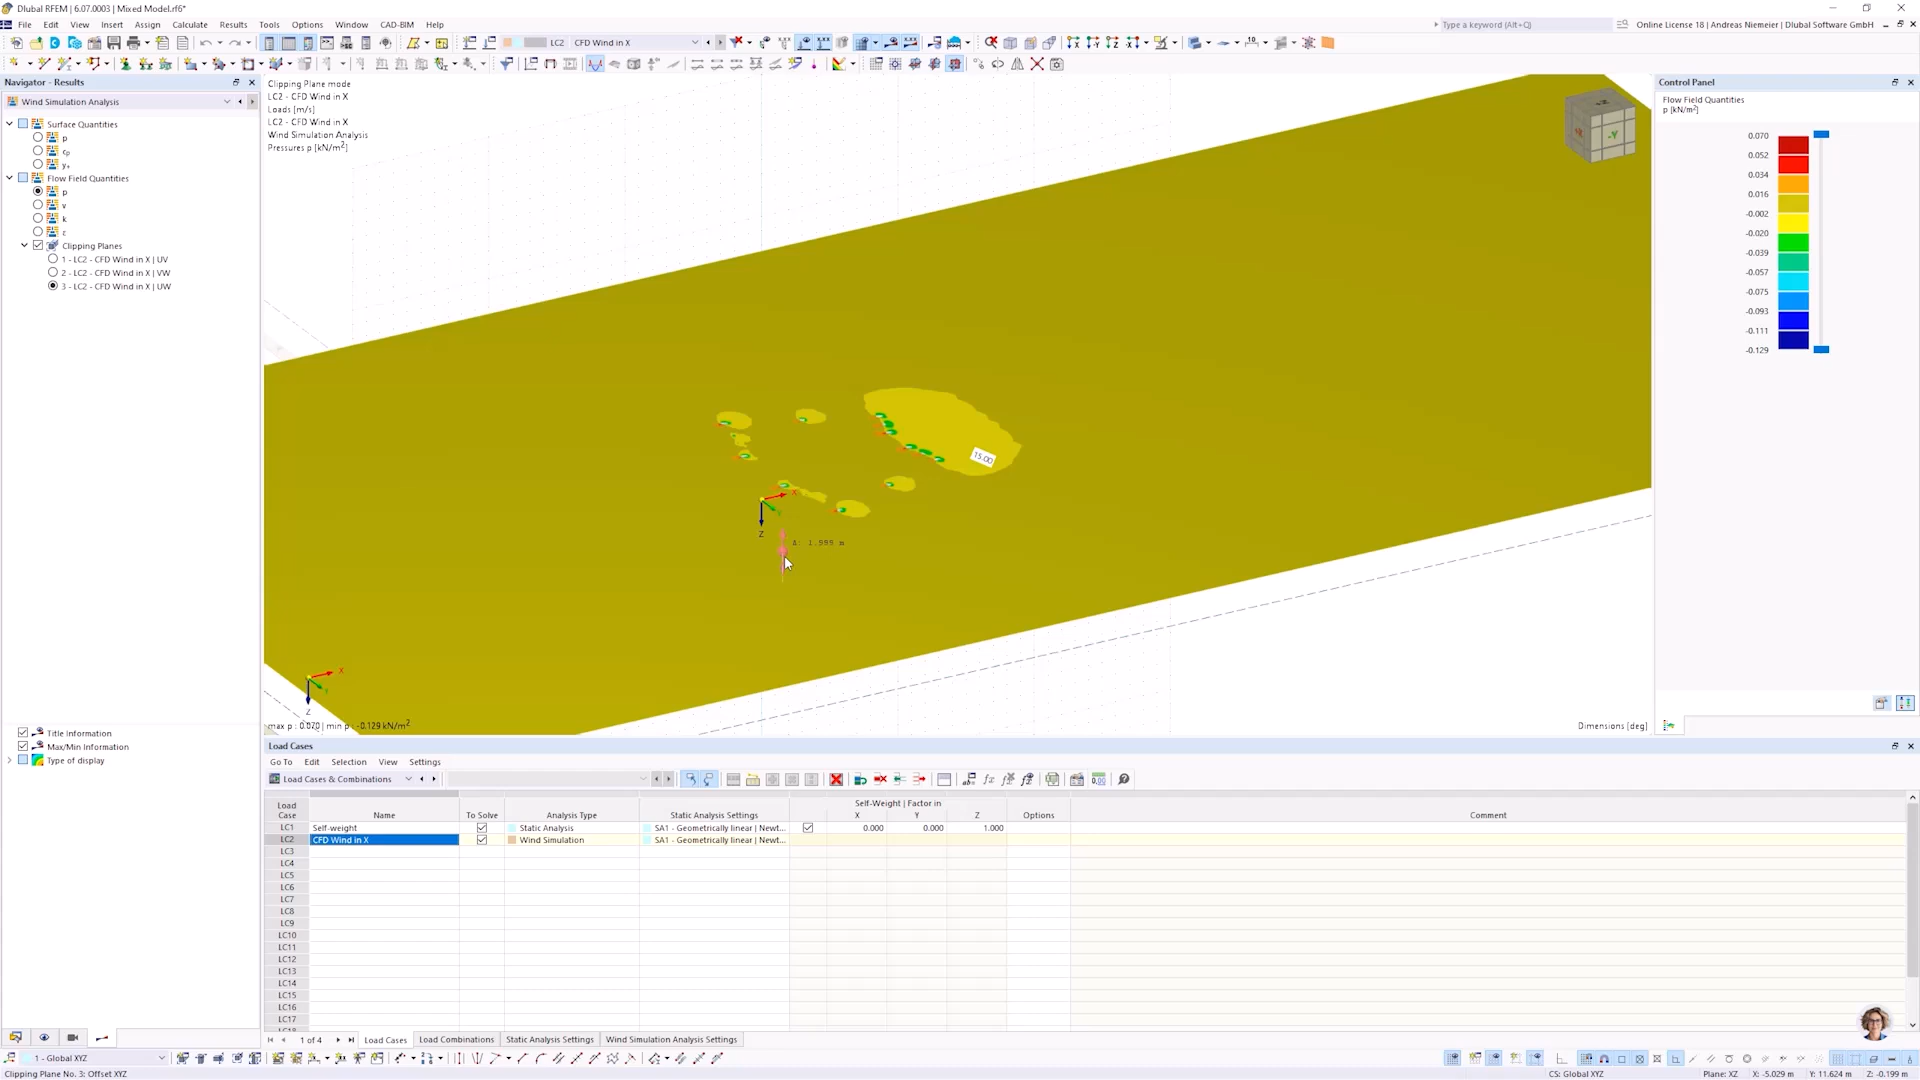 Dlubal RFEM | 6.07.0003 | Mixed Model.rf6*
File Edit View Insert Assign Calculate Results Tools Options Window CAD-BIM Help
Type a keyword (Alt+Q)
Online License 18 | Andreas Niemeier | Dlubal Software GmbH
LC2 CFD Wind in X
Navigator - Results
Wind Simulation Analysis
Surface Quantities
p
cp
y+
Flow Field Quantities
p
v
k
ε
Clipping Planes
1 - LC2 - CFD Wind in X | UV
2 - LC2 - CFD Wind in X | VW
3 - LC2 - CFD Wind in X | UW
Title Information
Max/Min Information
Type of display
Clipping Plane mode
LC2 - CFD Wind in X
Loads [m/s]
LC2 - CFD Wind in X
Wind Simulation Analysis
Pressures p [kN/m²]
15.00
X
Z
Δ: 1.999 m
X
Z
max p : 0.070 | min p : -0.129 kN/m²
Dimensions [deg]
-Y
Control Panel
Flow Field Quantities
p [kN/m²]
0.070
0.052
0.034
0.016
-0.002
-0.020
-0.039
-0.057
-0.075
-0.093
-0.111
-0.129
Load Cases
Go To Edit Selection View Settings
Load Cases & Combinations
Load Case Name To Solve Analysis Type Static Analysis Settings Self-Weight | Factor in X Y Z Options Comment
LC1 Self-weight Static Analysis SA1 - Geometrically linear | Newt... 0.000 0.000 1.000
LC2 CFD Wind in X Wind Simulation SA1 - Geometrically linear | Newt...
LC3
LC4
LC5
LC6
LC7
LC8
LC9
LC10
LC11
LC12
LC13
LC14
LC15
LC16
LC17
1 of 4 Load Cases Load Combinations Static Analysis Settings Wind Simulation Analysis Settings
1 - Global XYZ
Clipping Plane No. 3: Offset XYZ
CS: Global XYZ Plane: XZ X: -5.029 m Y: 11.624 m Z: -0.199 m